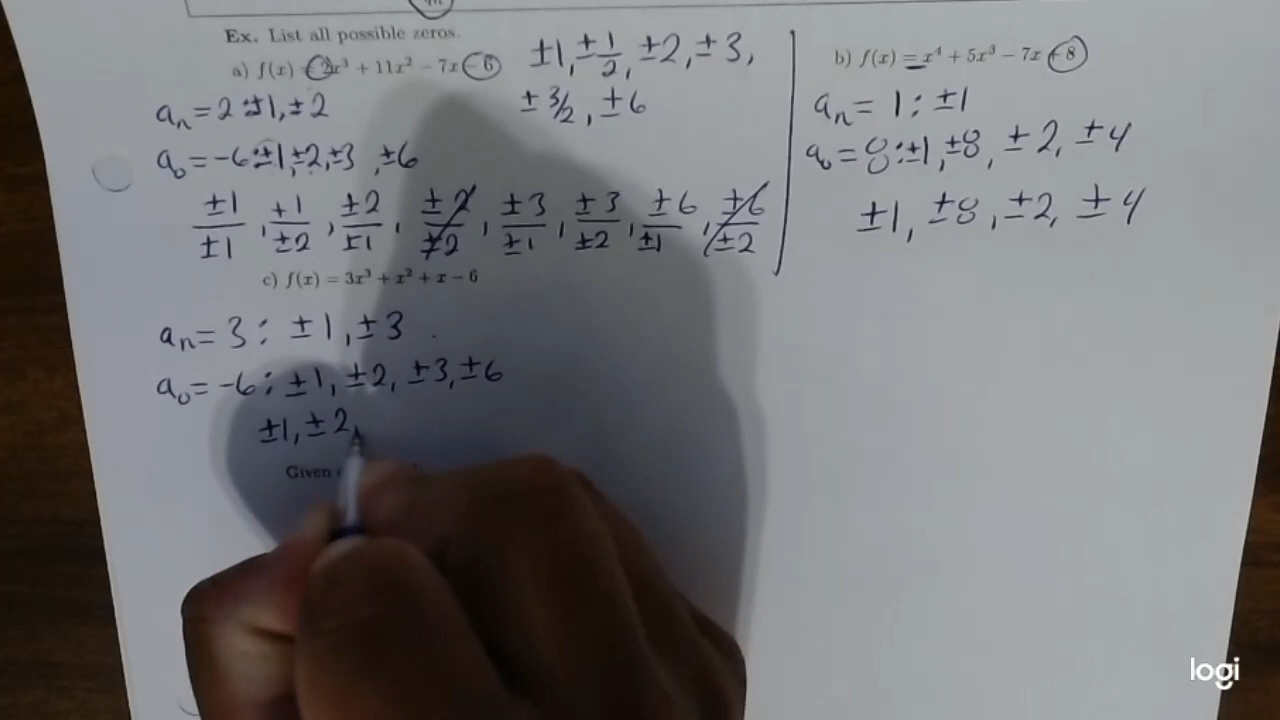 Ex. List all possible zeros.
a) f(x) = 2x³ + 11x² − 7x − 6
±1, ±1/2, ±2, ±3,
±3/2, ±6
aₙ = 2 : ±1, ±2
a₀ = -6 : ±1, ±2, ±3, ±6
±1/±1, ±1/±2, ±2/±1, ±2/±2, ±3/±1, ±3/±2, ±6/±1, ±6/±2
b) f(x) = x⁴ + 5x³ − 7x − 8
aₙ = 1 : ±1
a₀ = 8 : ±1, ±8, ±2, ±4
±1, ±8, ±2, ±4
c) f(x) = 3x³ + x² + x − 6
aₙ = 3 : ±1, ±3
a₀ = -6 : ±1, ±2, ±3, ±6
±1, ±2,
Given
logi